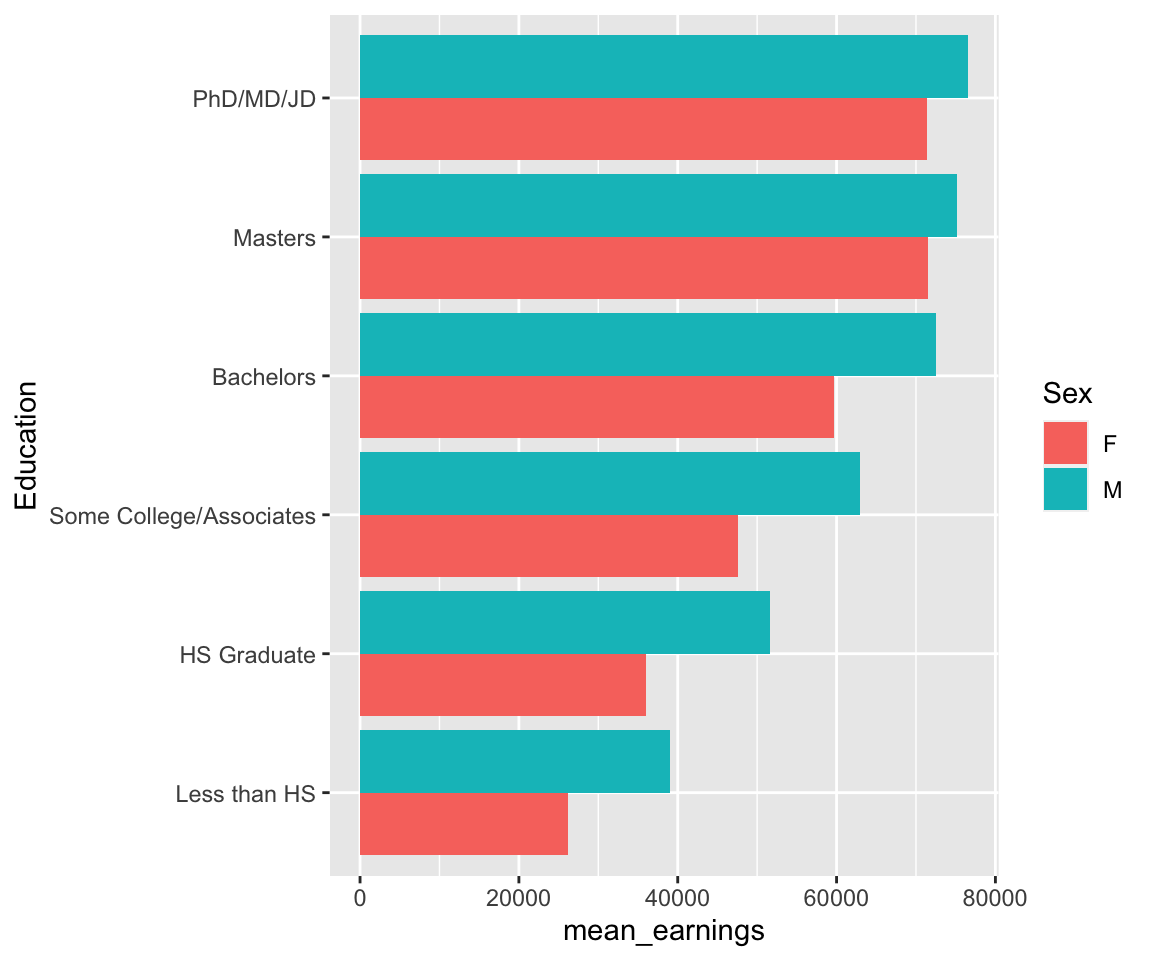 PhD/MD/JD
Masters
Bachelors
Some College/Associates
HS Graduate
Less than HS
Education
0 20000 40000 60000 80000
mean_earnings
Sex
F
M